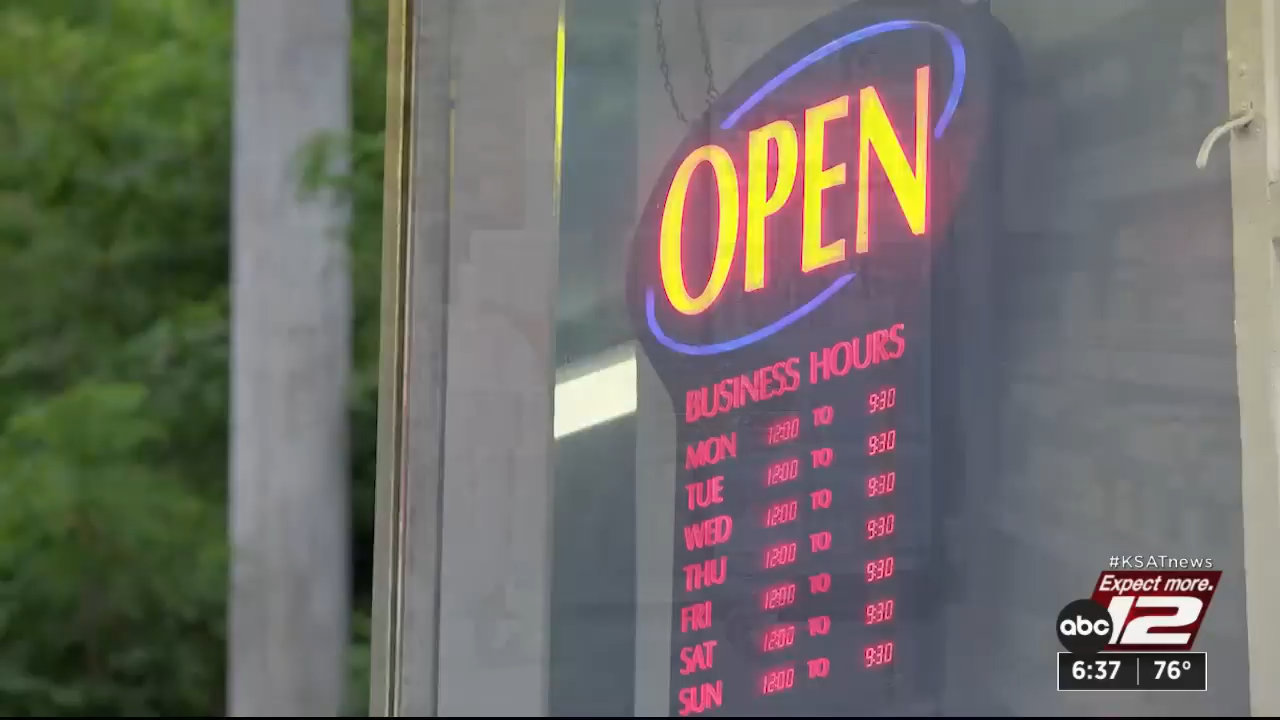 OPEN
BUSINESS HOURS
MON 12:00 TO 9:30
TUE 12:00 TO 9:30
WED 12:00 TO 9:30
THU 12:00 TO 9:30
FRI 12:00 TO 9:30
SAT 12:00 TO 9:30
SUN 12:00 TO 9:30
#KSATnews
Expect more.
abc 12
6:37 76°